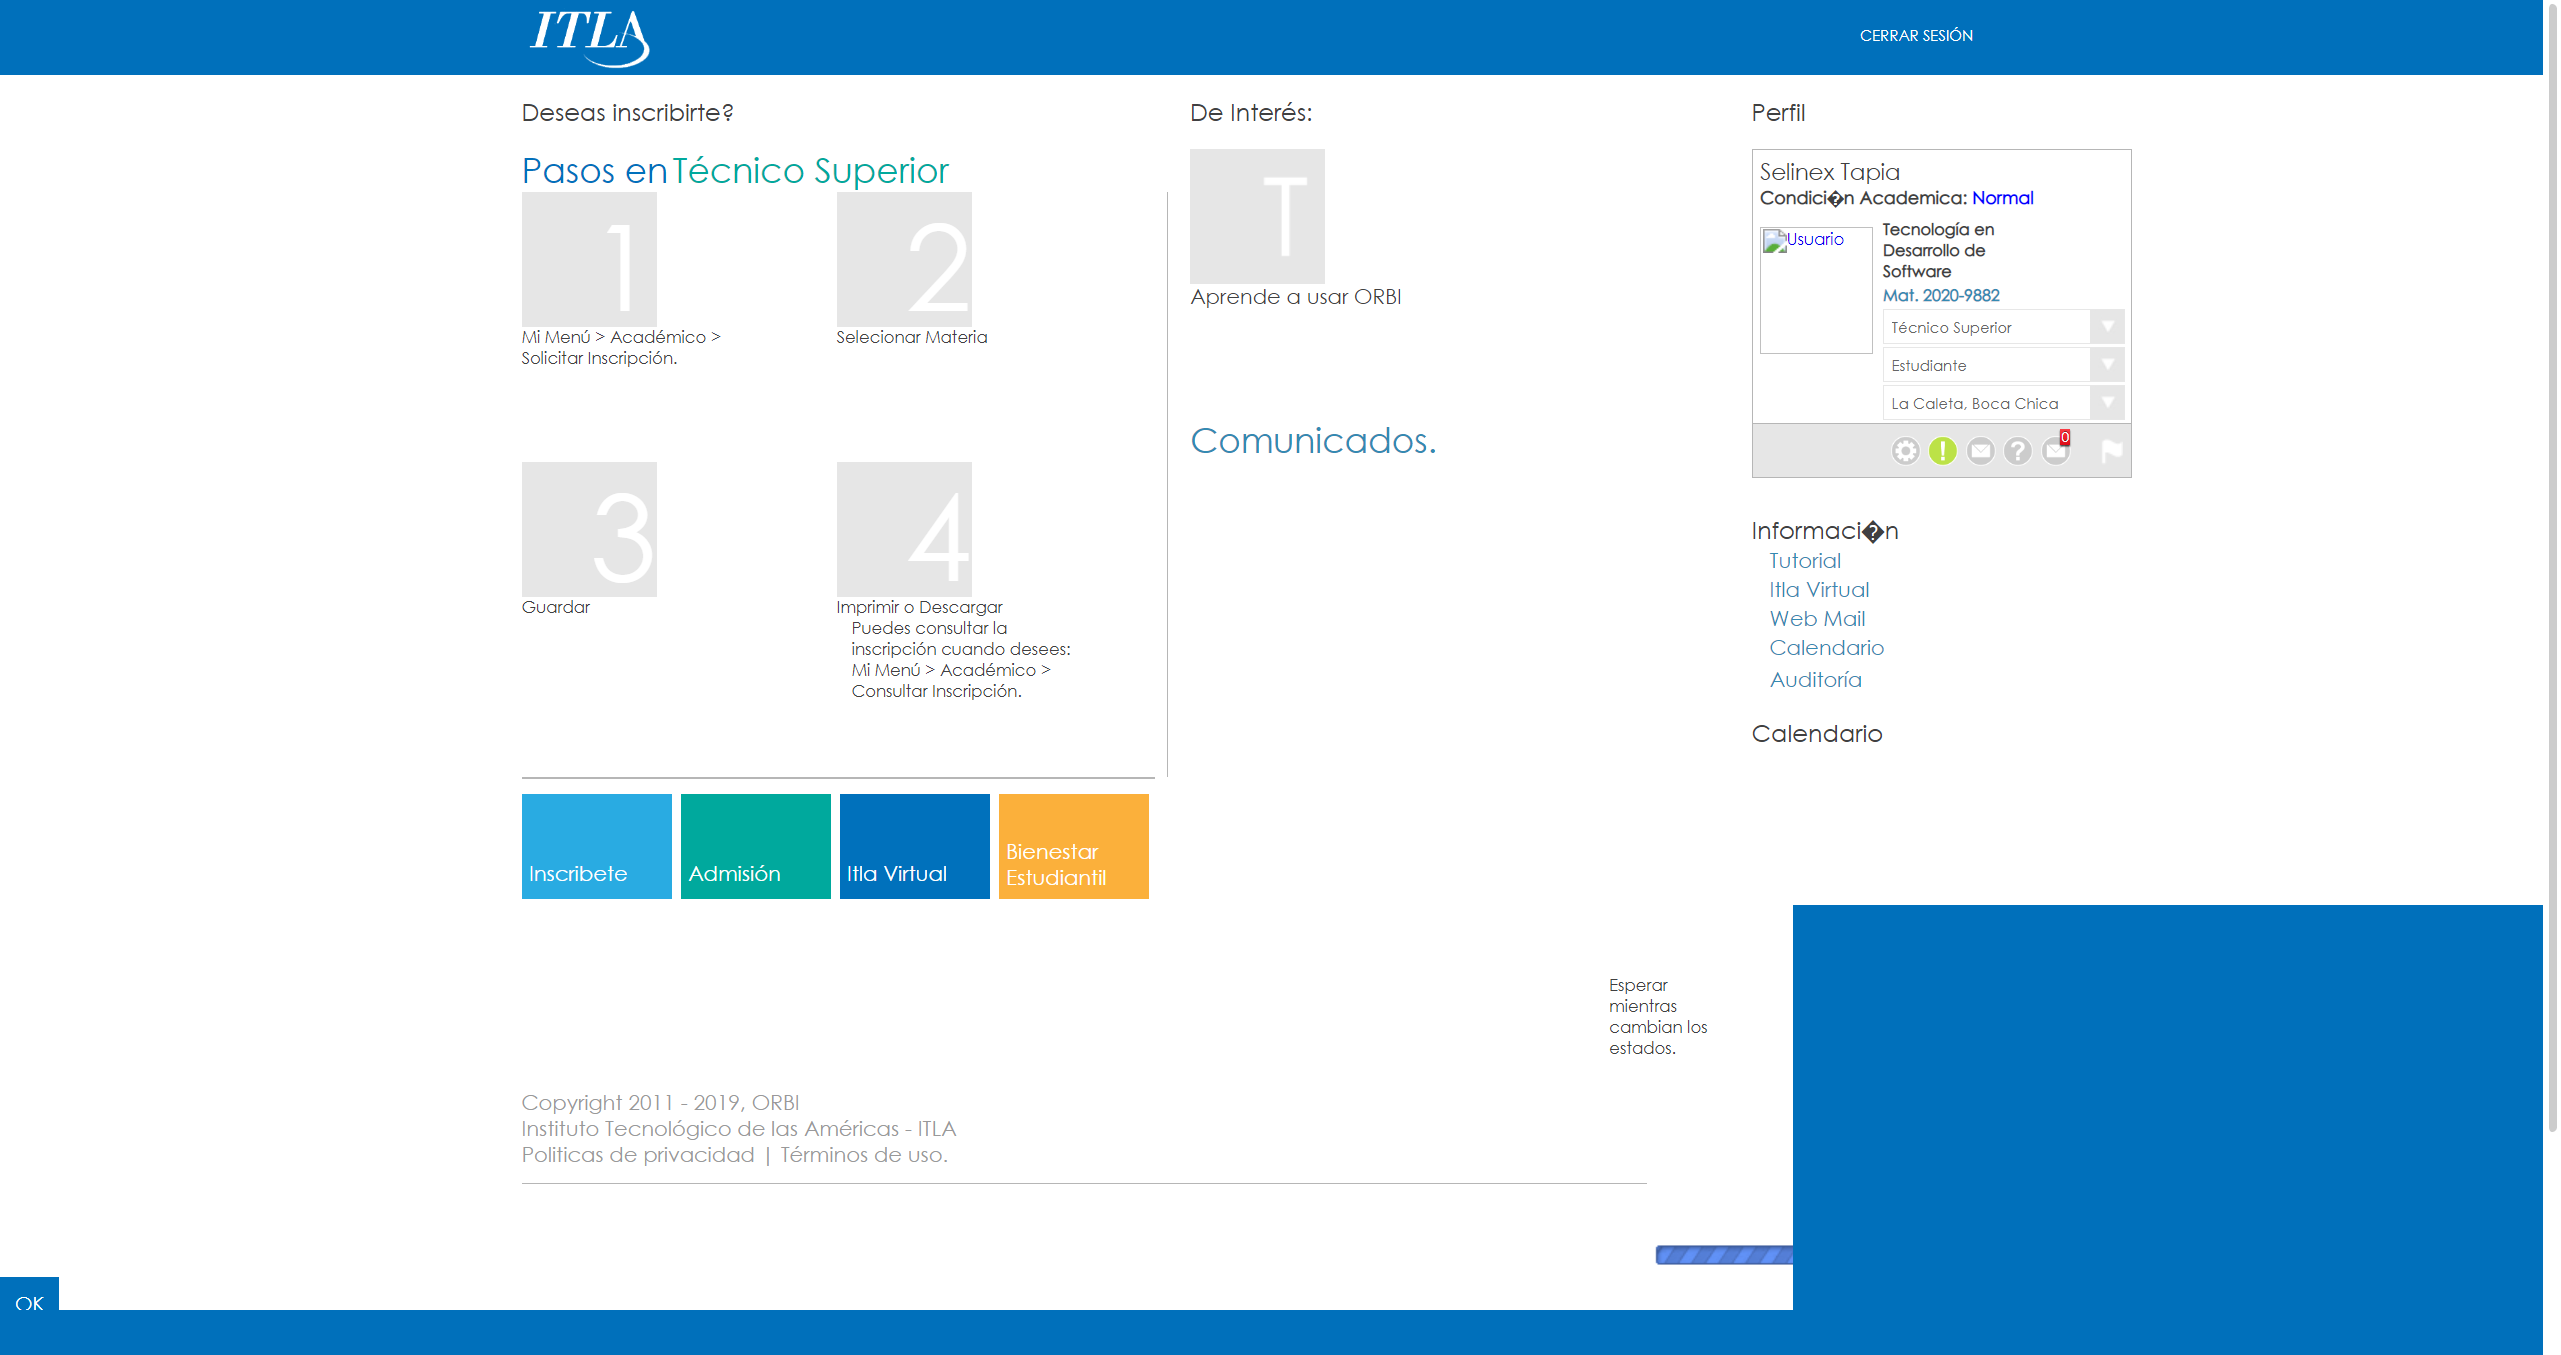 ITLA
CERRAR SESIÓN
Deseas inscribirte?
Pasos en Técnico Superior
1
Mi Menú > Académico >
Solicitar Inscripción.
2
Selecionar Materia
3
Guardar
4
Imprimir o Descargar
Puedes consultar la
inscripción cuando desees:
Mi Menú > Académico >
Consultar Inscripción.
Inscribete
Admisión
Itla Virtual
Bienestar
Estudiantil
De Interés:
T
Aprende a usar ORBI
Comunicados.
Perfil
Selinex Tapia
Condici�n Academica: Normal
Usuario
Tecnología en
Desarrollo de
Software
Mat. 2020-9882
Técnico Superior
Estudiante
La Caleta, Boca Chica
0
Informaci�n
Tutorial
Itla Virtual
Web Mail
Calendario
Auditoría
Calendario
Esperar
mientras
cambian los
estados.
Copyright 2011 - 2019, ORBI
Instituto Tecnológico de las Américas - ITLA
Politicas de privacidad | Términos de uso.
OK